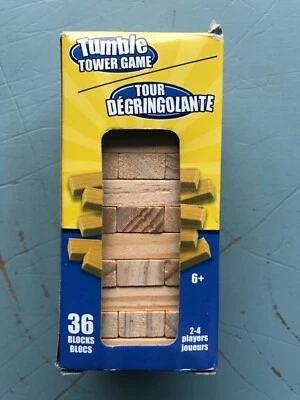 Tumble
TOWER GAME
TOUR
DÉGRINGOLANTE
6+
36
BLOCKS
BLOCS
2-4
players
joueurs